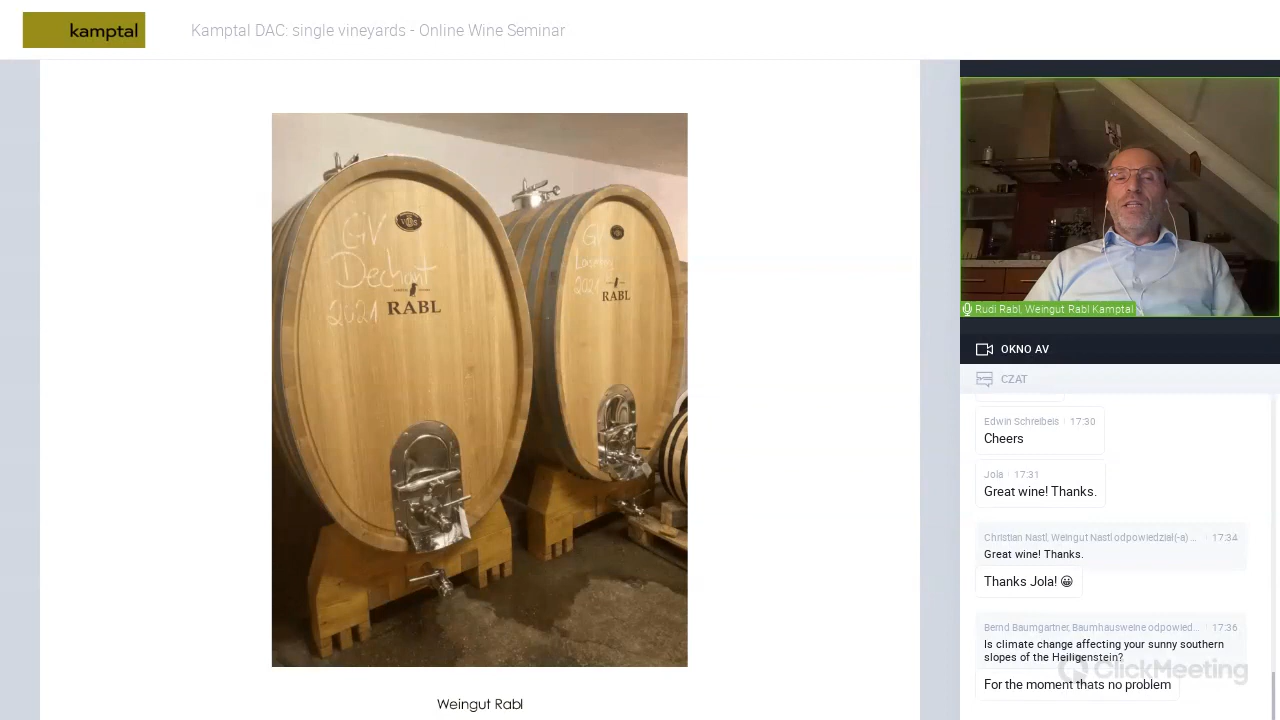 kamptal
Kamptal DAC: single vineyards - Online Wine Seminar
GV
Dechant
2021
RABL
GV
2021
RABL
Weingut Rabl
Rudi Rabl, Weingut Rabl Kamptal
OKNO AV
CZAT
Edwin Schreibeis 17:30
Cheers
Jola 17:31
Great wine! Thanks.
Christian Nastl, Weingut Nastl odpowiedział(-a) ... 17:34
Great wine! Thanks.
Thanks Jola! 😀
Bernd Baumgartner, Baumhausweine odpowied... 17:36
Is climate change affecting your sunny southern
slopes of the Heiligenstein?
For the moment thats no problem
ClickMeeting